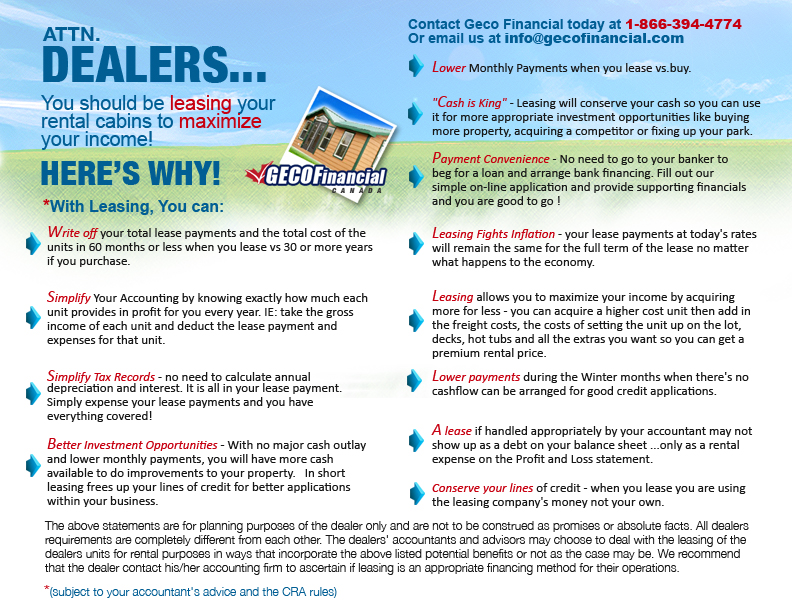 ATTN.
DEALERS...
You should be leasing your
rental cabins to maximize
your income!
HERE'S WHY!
GECOFinancial
CANADA
*With Leasing, You can:
Write off your total lease payments and the total cost of the
units in 60 months or less when you lease vs 30 or more years
if you purchase.
Simplify Your Accounting by knowing exactly how much each
unit provides in profit for you every year. IE: take the gross
income of each unit and deduct the lease payment and
expenses for that unit.
Simplify Tax Records - no need to calculate annual
depreciation and interest. It is all in your lease payment.
Simply expense your lease payments and you have
everything covered!
Better Investment Opportunities - With no major cash outlay
and lower monthly payments, you will have more cash
available to do improvements to your property. In short
leasing frees up your lines of credit for better applications
within your business.
Contact Geco Financial today at 1-866-394-4774
Or email us at info@gecofinancial.com
Lower Monthly Payments when you lease vs.buy.
"Cash is King" - Leasing will conserve your cash so you can use
it for more appropriate investment opportunities like buying
more property, acquiring a competitor or fixing up your park.
Payment Convenience - No need to go to your banker to
beg for a loan and arrange bank financing. Fill out our
simple on-line application and provide supporting financials
and you are good to go !
Leasing Fights Inflation - your lease payments at today's rates
will remain the same for the full term of the lease no matter
what happens to the economy.
Leasing allows you to maximize your income by acquiring
more for less - you can acquire a higher cost unit then add in
the freight costs, the costs of setting the unit up on the lot,
decks, hot tubs and all the extras you want so you can get a
premium rental price.
Lower payments during the Winter months when there's no
cashflow can be arranged for good credit applications.
A lease if handled appropriately by your accountant may not
show up as a debt on your balance sheet ...only as a rental
expense on the Profit and Loss statement.
Conserve your lines of credit - when you lease you are using
the leasing company's money not your own.
The above statements are for planning purposes of the dealer only and are not to be construed as promises or absolute facts. All dealers
requirements are completely different from each other. The dealers' accountants and advisors may choose to deal with the leasing of the
dealers units for rental purposes in ways that incorporate the above listed potential benefits or not as the case may be. We recommend
that the dealer contact his/her accounting firm to ascertain if leasing is an appropriate financing method for their operations.
*(subject to your accountant's advice and the CRA rules)